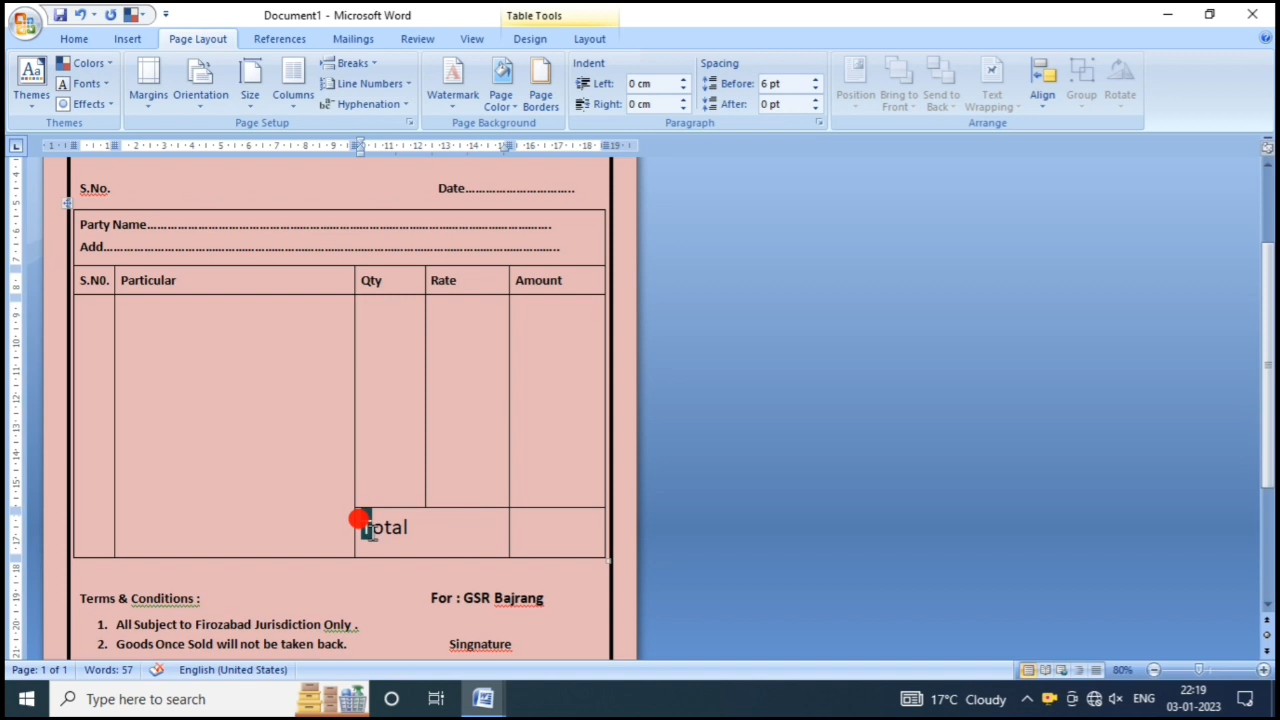 Document1 - Microsoft Word
Table Tools
Home Insert Page Layout References Mailings Review View Design Layout
Themes
Colors
Fonts
Effects
Themes
Margins Orientation Size Columns
Breaks
Line Numbers
Hyphenation
Page Setup
Watermark Page Color Page Borders
Page Background
Indent
Left: 0 cm
Right: 0 cm
Spacing
Before: 6 pt
After: 0 pt
Paragraph
Position Bring to Front Send to Back Text Wrapping Align Group Rotate
Arrange
S.No. Date…………………………..
Party Name…………………………………………………………………………………………………………….
Add…………………………………………………………………………………………………………………..
S.N0. Particular Qty Rate Amount
Total
Terms & Conditions : For : GSR Bajrang
1. All Subject to Firozabad Jurisdiction Only .
2. Goods Once Sold will not be taken back. Singnature
Page: 1 of 1 Words: 57 English (United States) 80%
Type here to search
17°C Cloudy ENG 22:19
03-01-2023